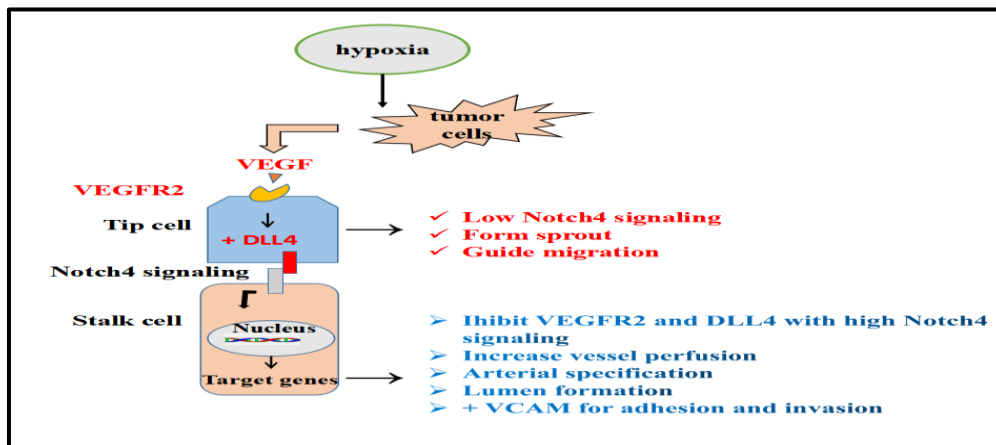 hypoxia
tumor
cells
VEGF
VEGFR2
Tip cell
+ DLL4
✓ Low Notch4 signaling
✓ Form sprout
✓ Guide migration
Notch4 signaling
Stalk cell
Nucleus
Target genes
➢ Ihibit VEGFR2 and DLL4 with high Notch4
signaling
➢ Increase vessel perfusion
➢ Arterial specification
➢ Lumen formation
➢ + VCAM for adhesion and invasion